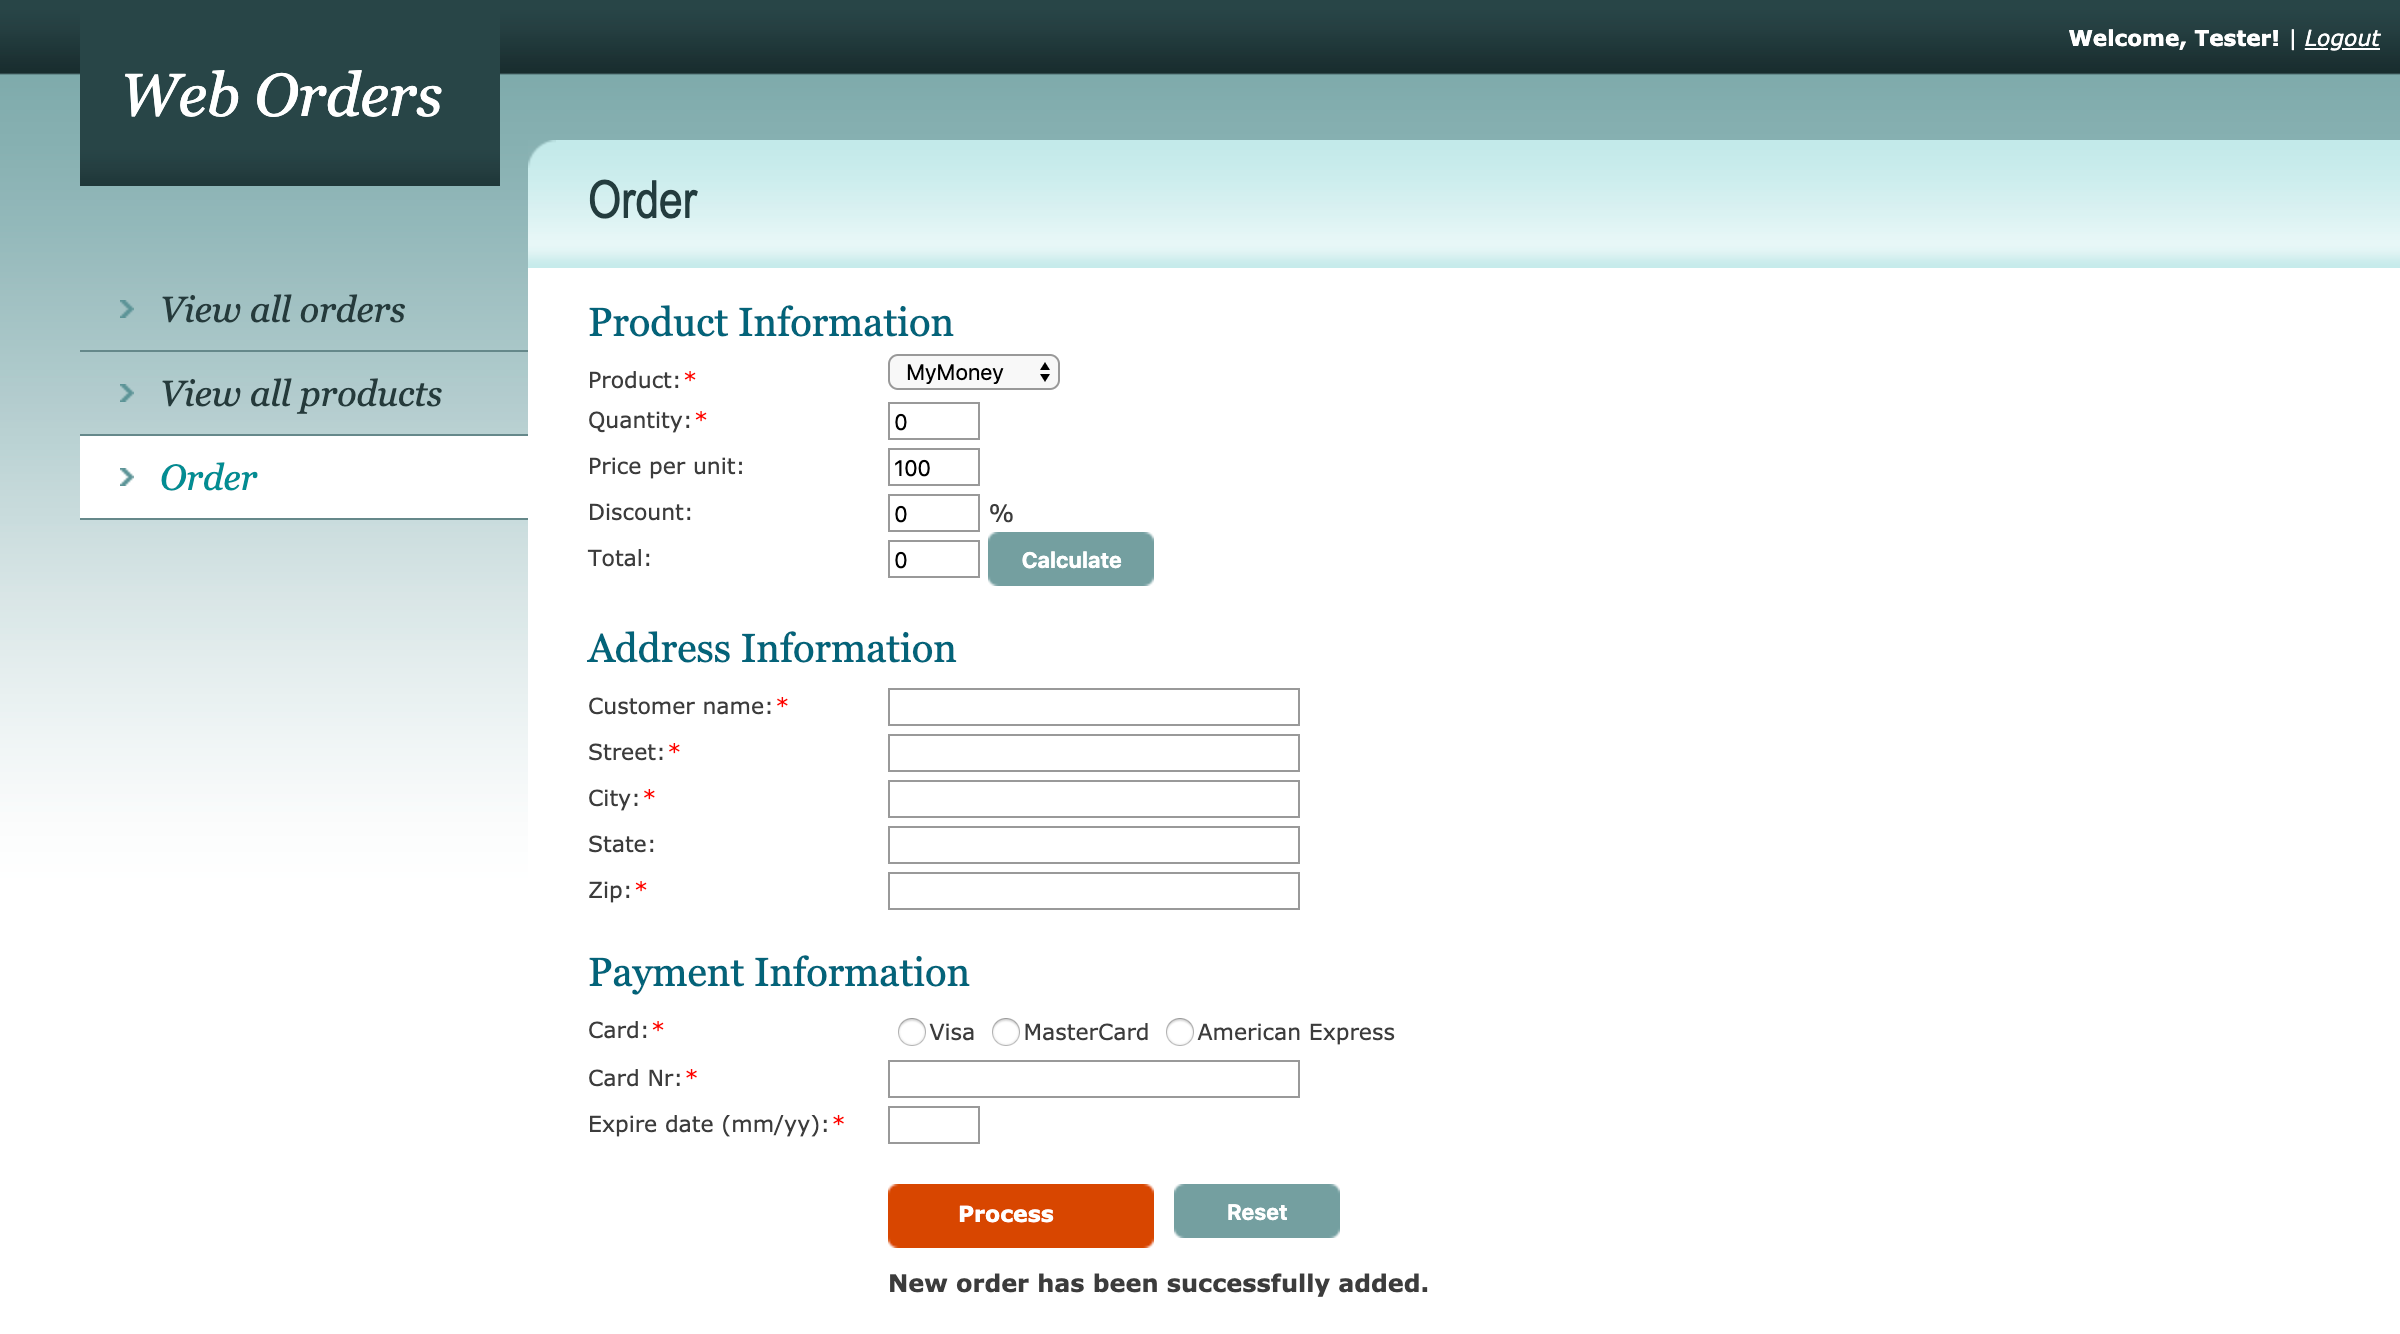 Welcome, Tester! | Logout
Web Orders
Order
View all orders
View all products
Order
Product Information
Product:* MyMoney
Quantity:* 0
Price per unit: 100
Discount: 0 %
Total: 0 Calculate
Address Information
Customer name:*
Street:*
City:*
State:
Zip:*
Payment Information
Card:* Visa MasterCard American Express
Card Nr:*
Expire date (mm/yy):*
Process Reset
New order has been successfully added.